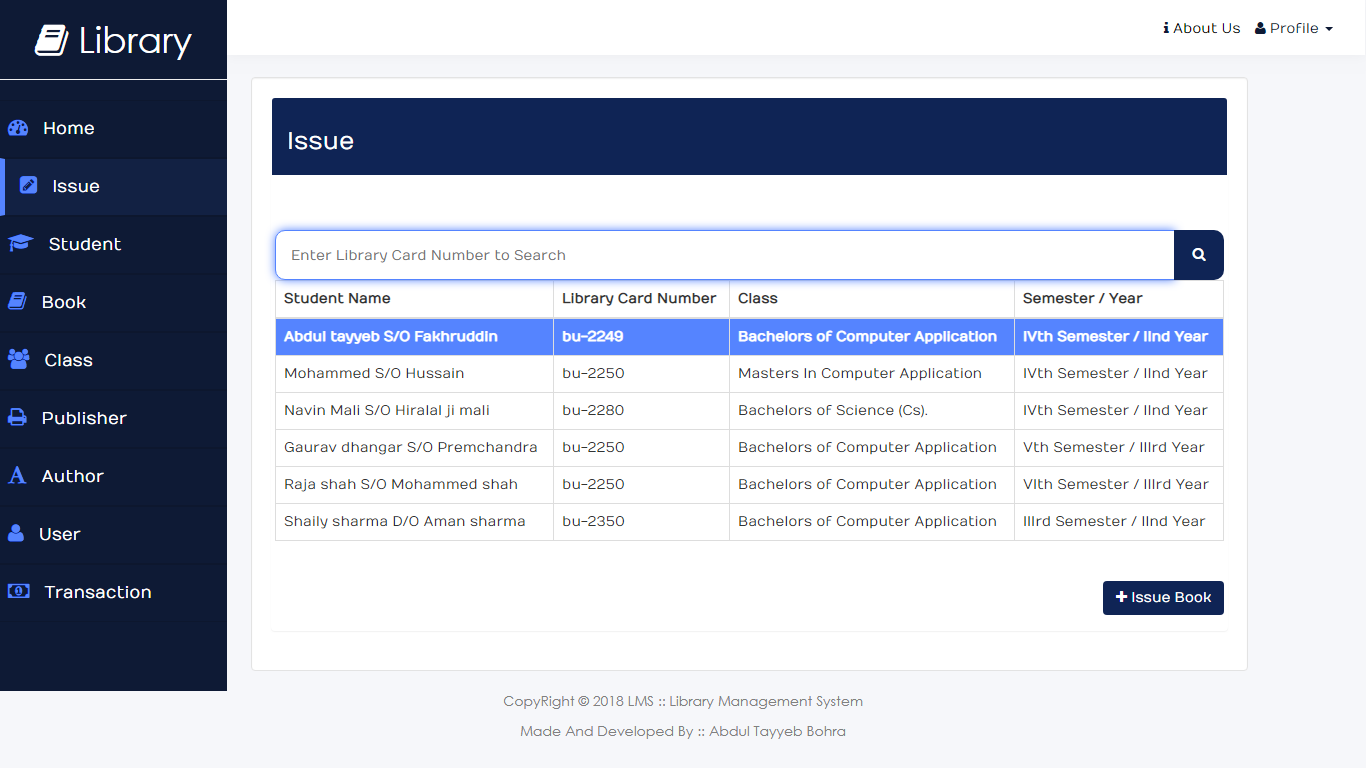 Library
About Us Profile
Home
Issue
Student
Book
Class
Publisher
Author
User
Transaction
Issue
Enter Library Card Number to Search
Student Name Library Card Number Class Semester / Year
Abdul tayyeb S/O Fakhruddin bu-2249 Bachelors of Computer Application IVth Semester / IInd Year
Mohammed S/O Hussain bu-2250 Masters In Computer Application IVth Semester / IInd Year
Navin Mali S/O Hiralal ji mali bu-2280 Bachelors of Science (Cs). IVth Semester / IInd Year
Gaurav dhangar S/O Premchandra bu-2250 Bachelors of Computer Application Vth Semester / IIIrd Year
Raja shah S/O Mohammed shah bu-2250 Bachelors of Computer Application VIth Semester / IIIrd Year
Shaily sharma D/O Aman sharma bu-2350 Bachelors of Computer Application IIIrd Semester / IInd Year
Issue Book
CopyRight © 2018 LMS :: Library Management System
Made And Developed By :: Abdul Tayyeb Bohra